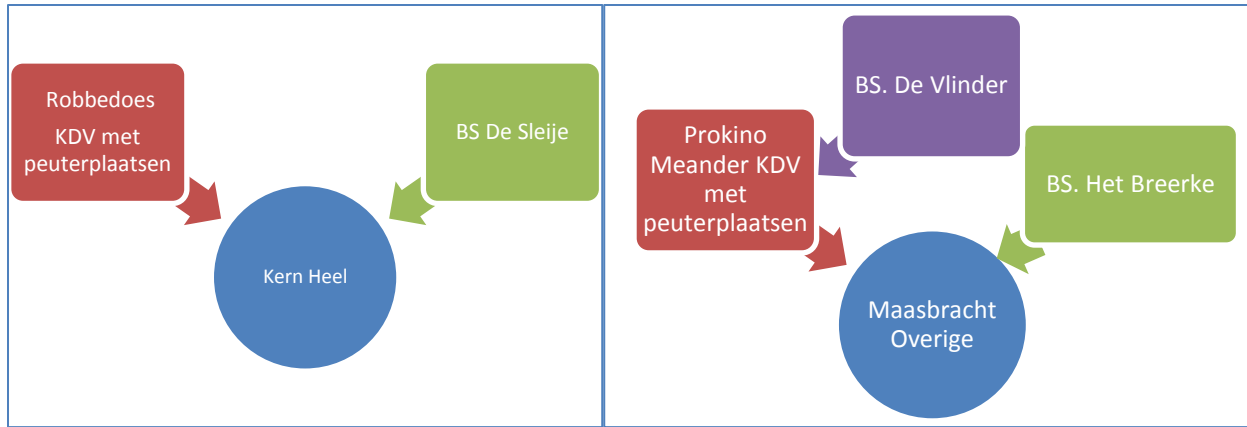 Robbedoes
KDV met
peuterplaatsen
BS De Sleije
Kern Heel
BS. De Vlinder
Prokino
Meander KDV
met
peuterplaatsen
BS. Het Breerke
Maasbracht
Overige